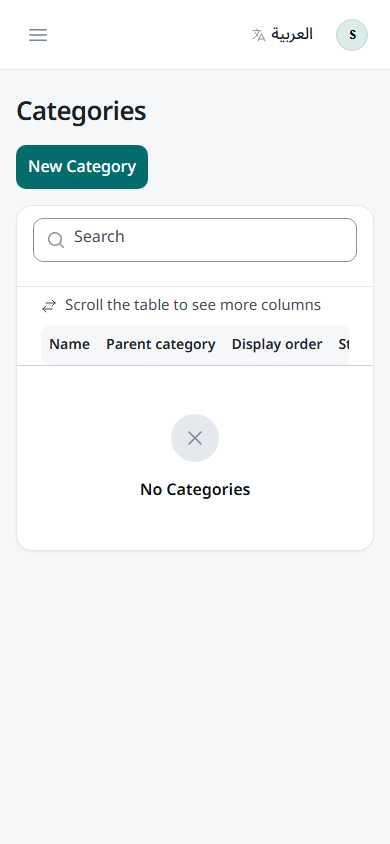 العربية
S
Categories
New Category
Search
Scroll the table to see more columns
Name Parent category Display order
No Categories